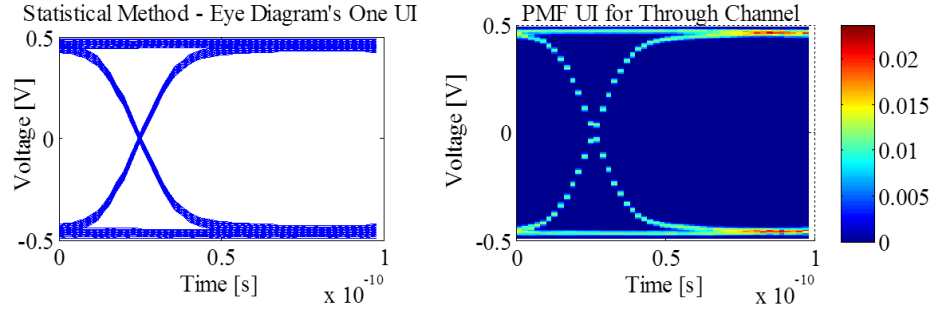 Statistical Method - Eye Diagram's One UI
0.5
0
-0.5
Voltage [V]
0
0.5
1
Time [s]
x 10^-10
PMF UI for Through Channel
0.5
0
-0.5
Voltage [V]
0
0.5
1
Time [s]
x 10^-10
0.02
0.015
0.01
0.005
0